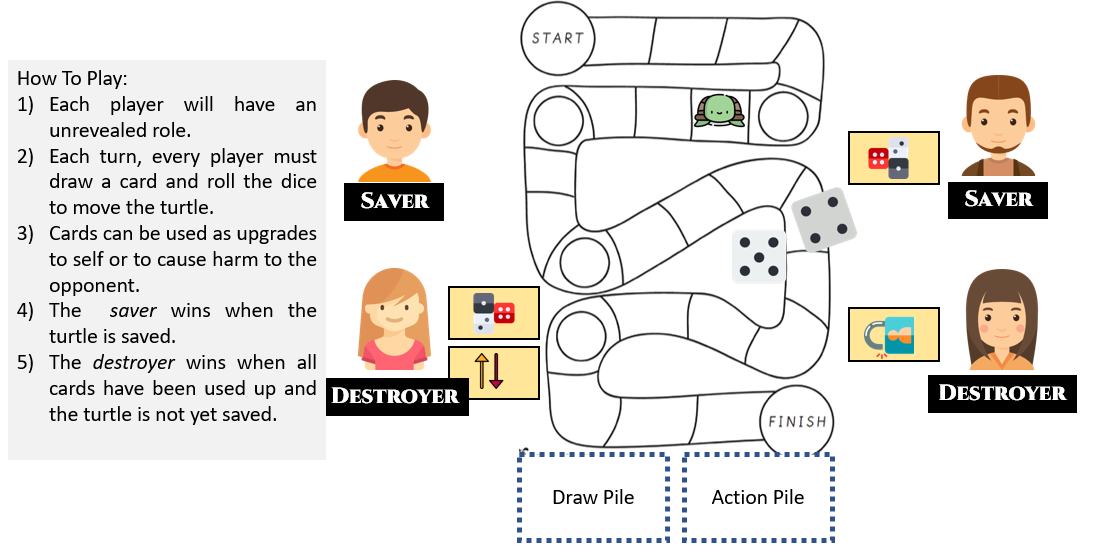 How To Play:
1) Each player will have an
unrevealed role.
2) Each turn, every player must
draw a card and roll the dice
to move the turtle.
3) Cards can be used as upgrades
to self or to cause harm to the
opponent.
4) The saver wins when the
turtle is saved.
5) The destroyer wins when all
cards have been used up and
the turtle is not yet saved.
START
SAVER
SAVER
DESTROYER
DESTROYER
FINISH
Draw Pile
Action Pile